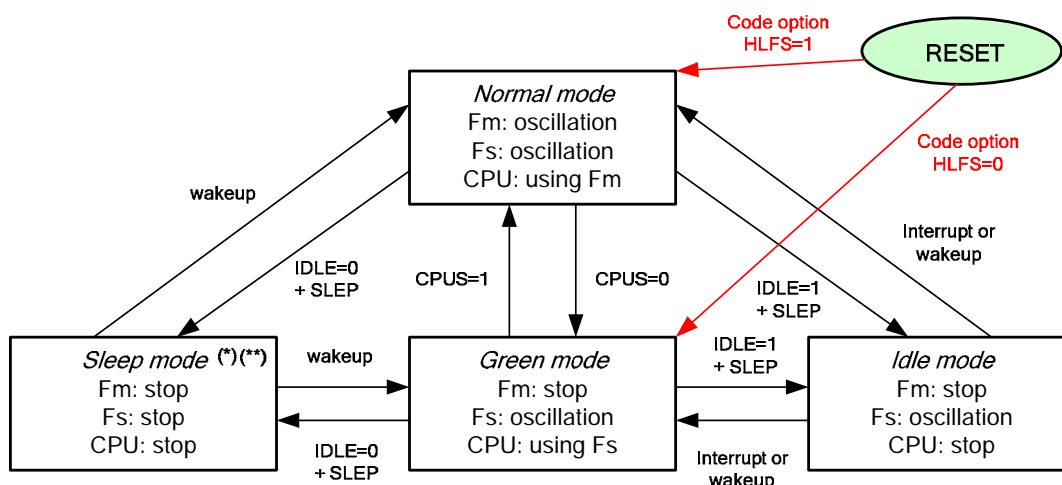 Code option
HLFS=1
RESET
Normal mode
Fm: oscillation
Fs: oscillation
CPU: using Fm
Code option
HLFS=0
wakeup
Interrupt or
wakeup
IDLE=0
+ SLEP
CPUS=1
CPUS=0
IDLE=1
+ SLEP
Sleep mode (*)(**)
Fm: stop
Fs: stop
CPU: stop
wakeup
IDLE=0
+ SLEP
Green mode
Fm: stop
Fs: oscillation
CPU: using Fs
IDLE=1
+ SLEP
Interrupt or
wakeup
Idle mode
Fm: stop
Fs: oscillation
CPU: stop